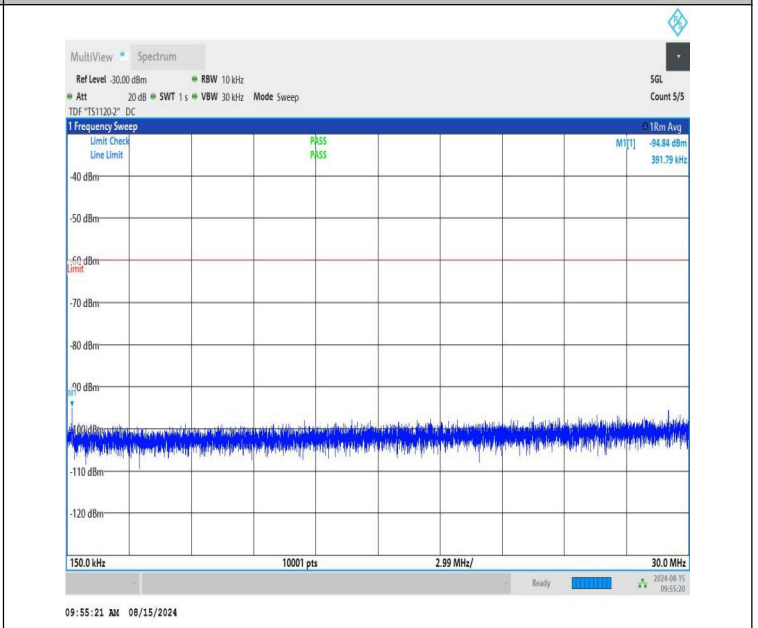 R S
MultiView Spectrum
Ref Level -30.00 dBm RBW 10 kHz SGL
Att 20 dB SWT 1 s VBW 30 kHz Mode Sweep Count 5/5
TDF "TS1120-2" DC
1 Frequency Sweep 1Rm Avg
Limit Check PASS M1[1] -94.84 dBm
Line Limit PASS 391.79 kHz
-40 dBm
-50 dBm
-60 dBm
Limit
-70 dBm
-80 dBm
-90 dBm
M1
-100 dBm
-110 dBm
-120 dBm
150.0 kHz 10001 pts 2.99 MHz/ 30.0 MHz
Ready 2024-08-15
09:55:20
09:55:21 AM 08/15/2024